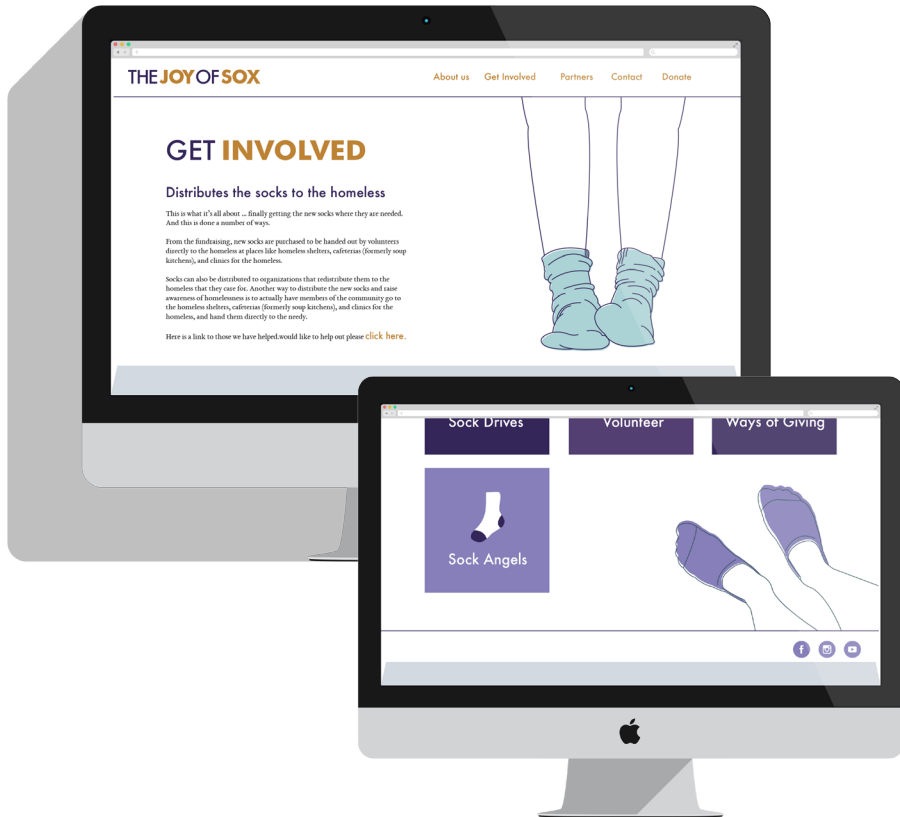 THE JOY OF SOX
About us Get Involved Partners Contact Donate
GET INVOLVED
Distributes the socks to the homeless
This is what it's all about ... finally getting the new socks where they are needed.
And this is done a number of ways.
From the fundraising, new socks are purchased to be handed out by volunteers
directly to the homeless at places like homeless shelters, cafeterias (formerly soup
kitchens), and clinics for the homeless.
Socks can also be distributed to organizations that redistribute them to the
homeless that they care for. Another way to distribute the new socks and raise
awareness of homelessness is to actually have members of the community go to
the homeless shelters, cafeterias (formerly soup kitchens), and clinics for the
homeless, and hand them directly to the needy.
Here is a link to those we have helped.would like to help out please click here.
Sock Drives
Volunteer
Ways of Giving
Sock Angels